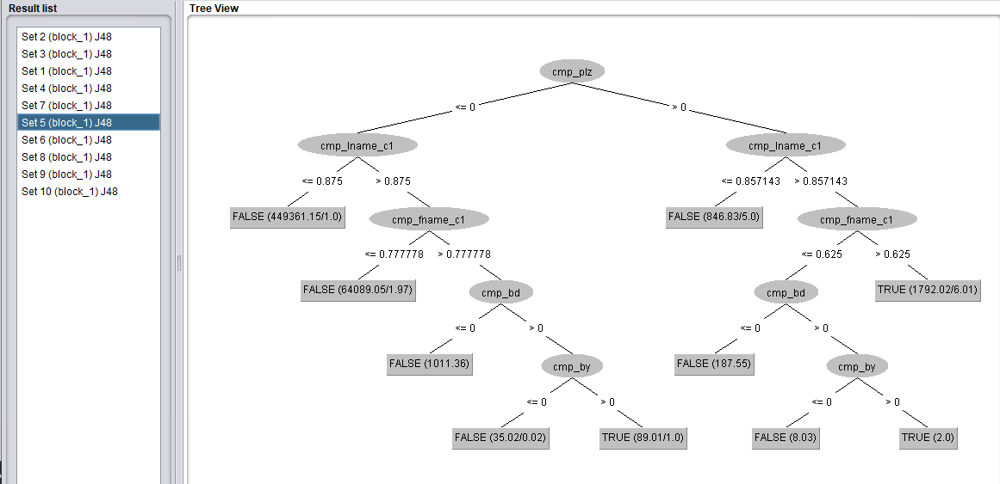 Result list
Set 2 (block_1) J48
Set 3 (block_1) J48
Set 1 (block_1) J48
Set 4 (block_1) J48
Set 7 (block_1) J48
Set 5 (block_1) J48
Set 6 (block_1) J48
Set 8 (block_1) J48
Set 9 (block_1) J48
Set 10 (block_1) J48
Tree View
cmp_plz
<= 0 > 0
cmp_lname_c1 cmp_lname_c1
<= 0.875 > 0.875 <= 0.857143 > 0.857143
FALSE (449361.15/1.0) cmp_fname_c1 FALSE (846.83/5.0) cmp_fname_c1
<= 0.777778 > 0.777778 <= 0.625 > 0.625
FALSE (64089.05/1.97) cmp_bd cmp_bd TRUE (1792.02/6.01)
<= 0 > 0 <= 0 > 0
FALSE (1011.36) cmp_by FALSE (187.55) cmp_by
<= 0 > 0 <= 0 > 0
FALSE (35.02/0.02) TRUE (89.01/1.0) FALSE (8.03) TRUE (2.0)